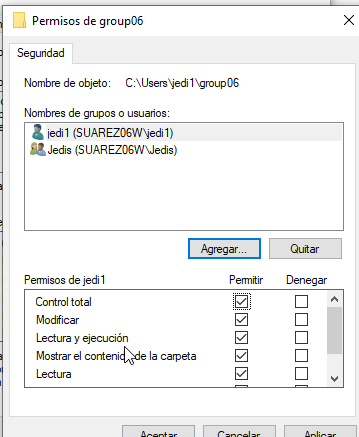 Permisos de group06
Seguridad
Nombre de objeto: C:\Users\jedi1\group06
Nombres de grupos o usuarios:
jedi1 (SUAREZ06W\jedi1)
Jedis (SUAREZ06W\Jedis)
Agregar... Quitar
Permisos de jedi1 Permitir Denegar
Control total
Modificar
Lectura y ejecución
Mostrar el contenido de la carpeta
Lectura
Aceptar Cancelar Aplicar